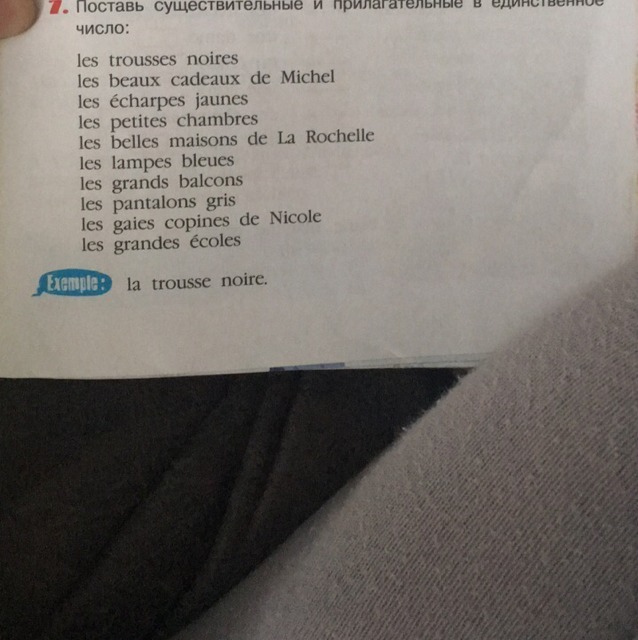 7. Поставь существительные и прилагательные в единственное
число:
les trousses noires
les beaux cadeaux de Michel
les écharpes jaunes
les petites chambres
les belles maisons de La Rochelle
les lampes bleues
les grands balcons
les pantalons gris
les gaies copines de Nicole
les grandes écoles
Exemple: la trousse noire.